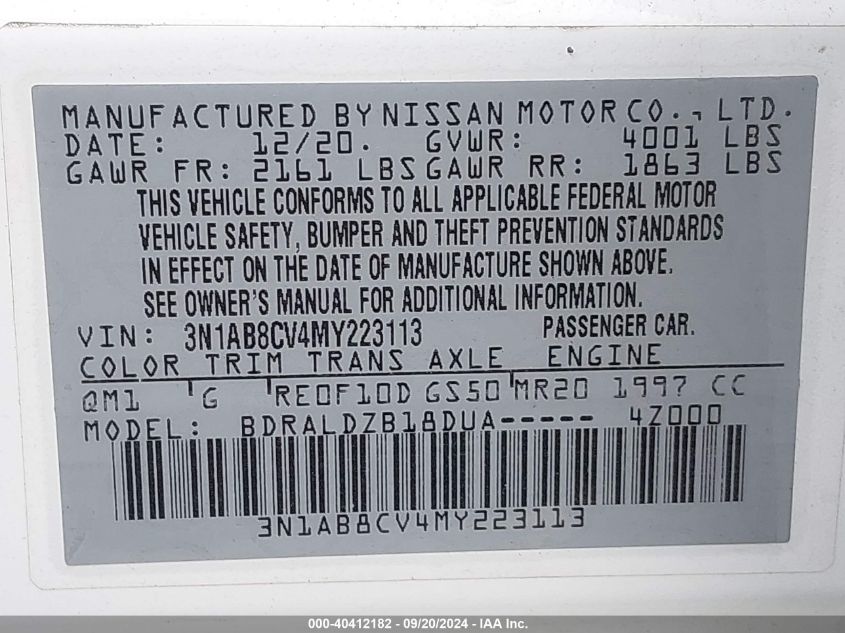 MANUFACTURED BY NISSAN MOTOR CO., LTD.
DATE: 12/20. GVWR: 4001 LBS
GAWR FR: 2161 LBS GAWR RR: 1863 LBS
THIS VEHICLE CONFORMS TO ALL APPLICABLE FEDERAL MOTOR
VEHICLE SAFETY, BUMPER AND THEFT PREVENTION STANDARDS
IN EFFECT ON THE DATE OF MANUFACTURE SHOWN ABOVE.
SEE OWNER'S MANUAL FOR ADDITIONAL INFORMATION.
VIN: 3N1AB8CV4MY223113 PASSENGER CAR.
COLOR TRIM TRANS AXLE ENGINE
QM1 G RE0F10D GS50 MR20 1997 CC
MODEL: BDRALDZB18DUA----- 4Z000
3N1AB8CV4MY223113
000-40412182 - 09/20/2024 - IAA Inc.